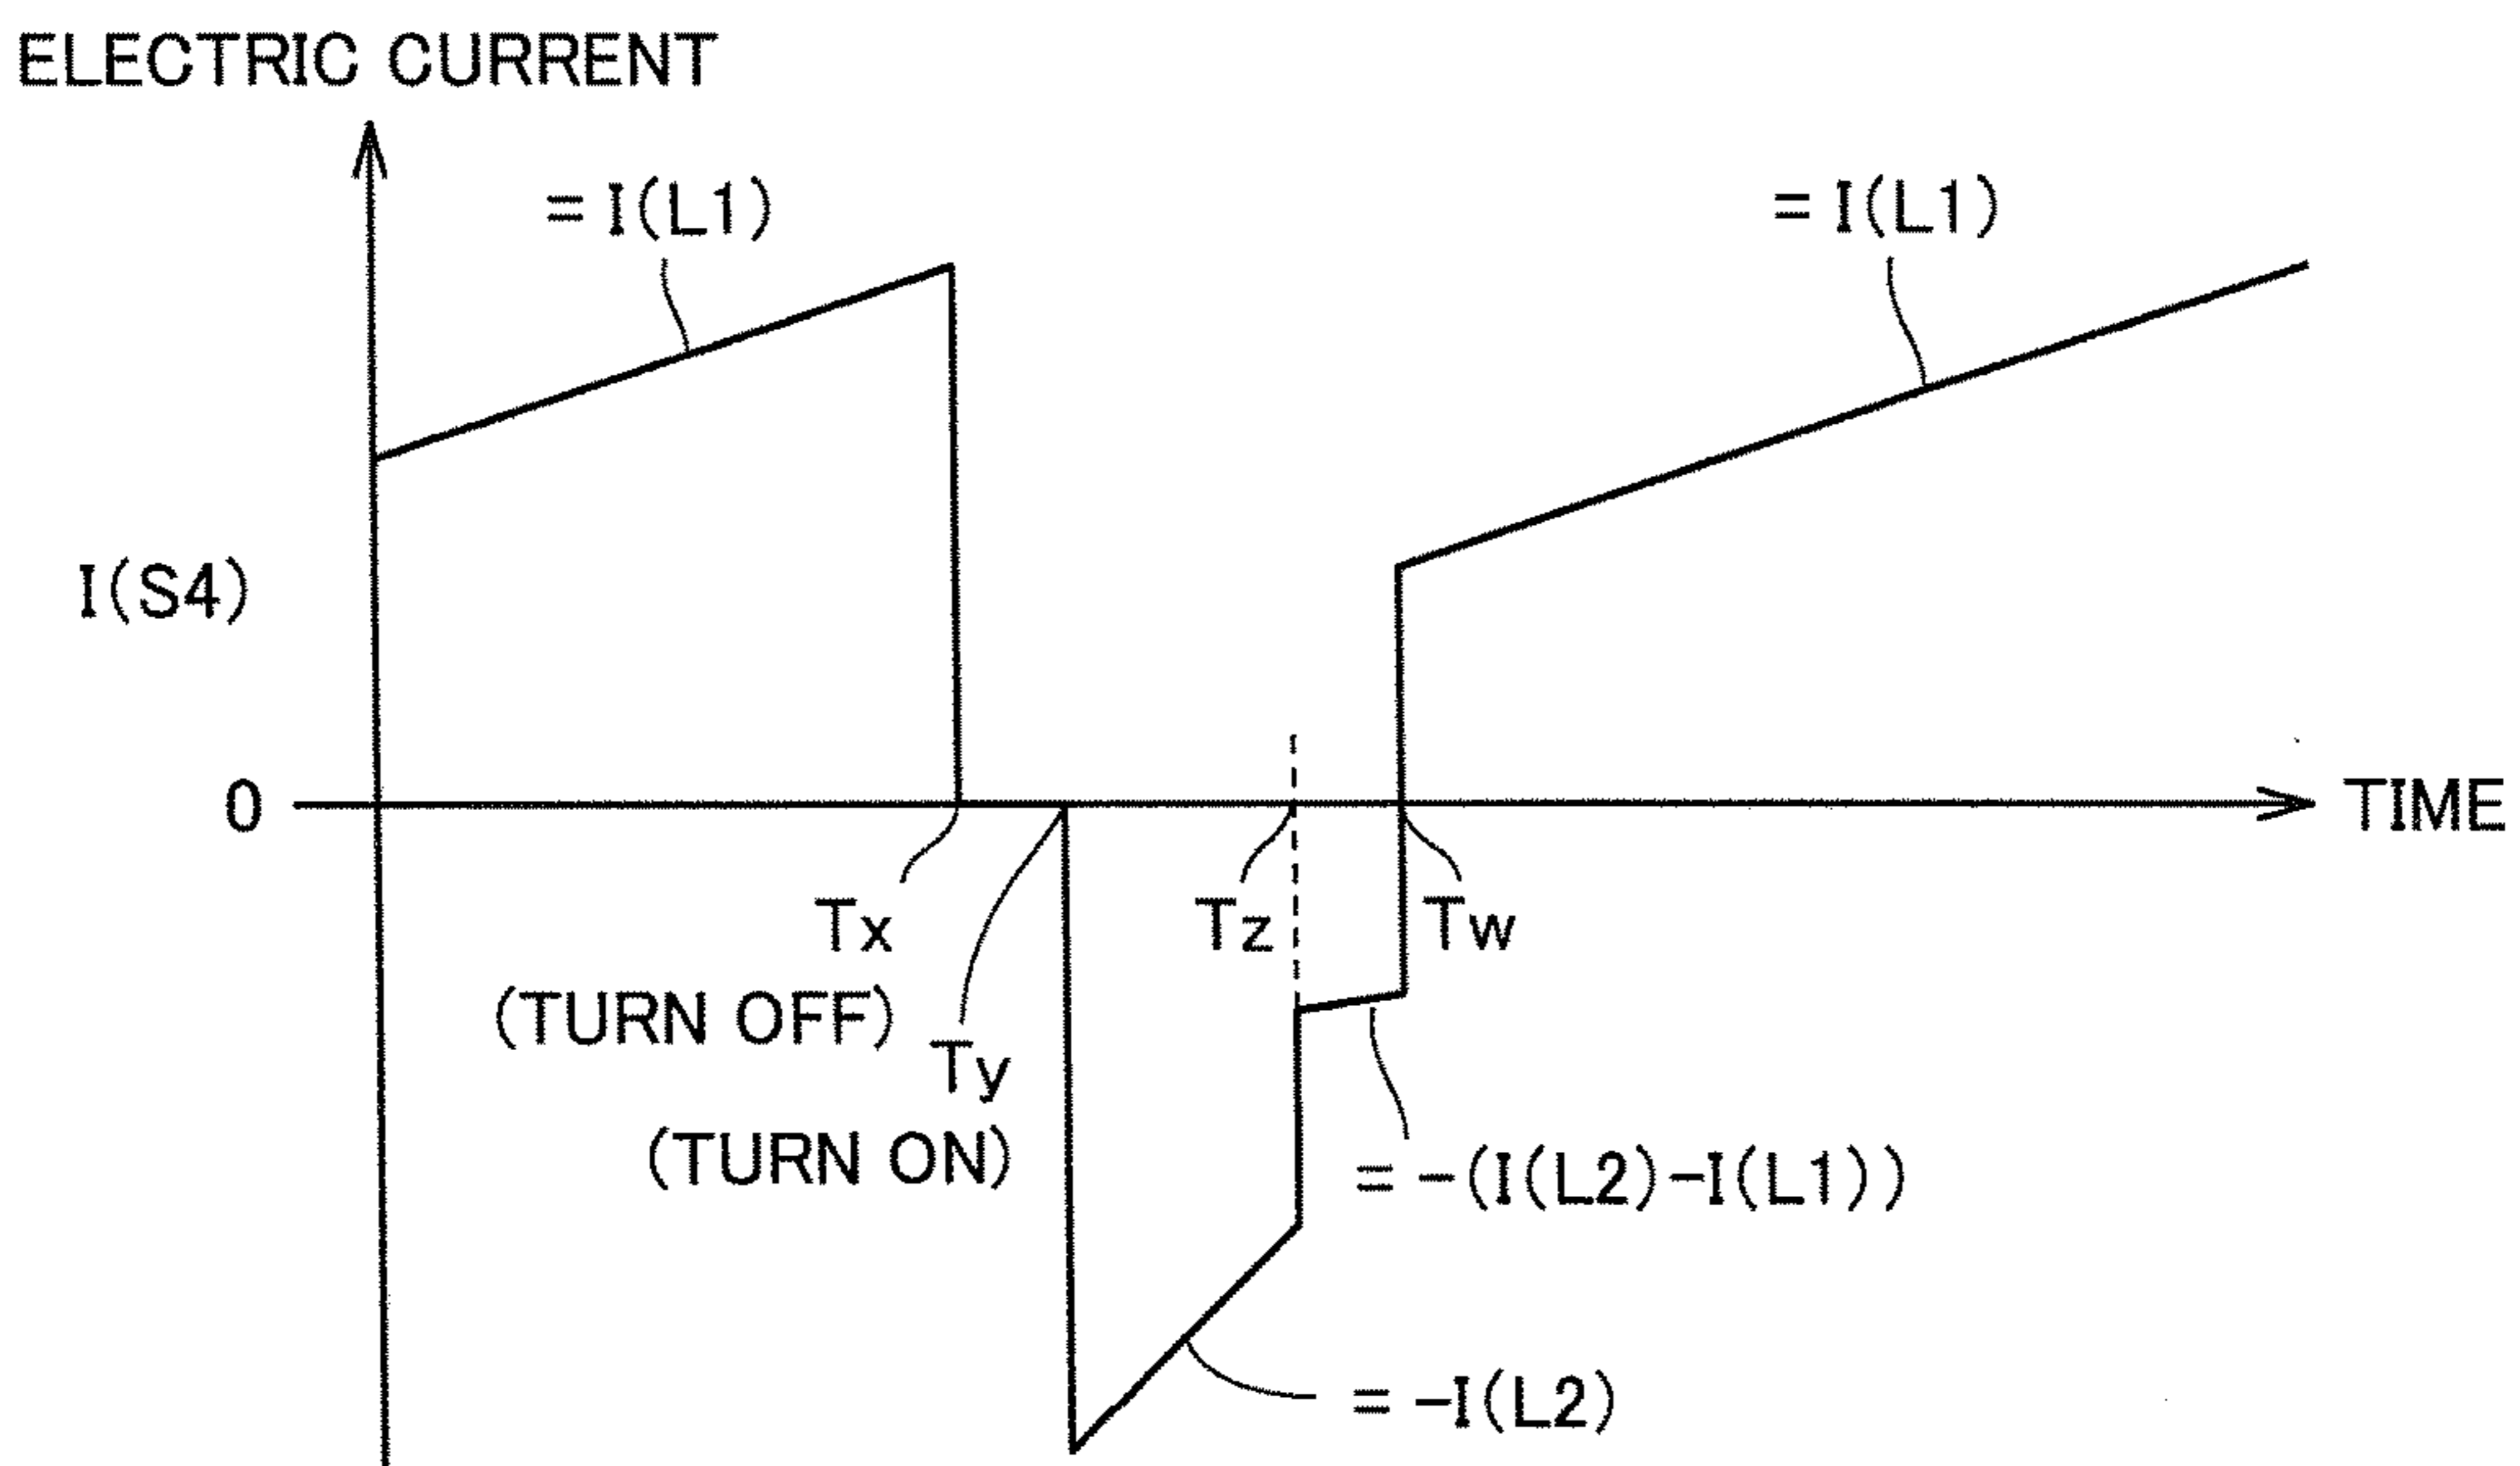 ELECTRIC CURRENT
= I(L1)
= I(L1)
I(S4)
0
TIME
Tx
(TURN OFF)
Ty
(TURN ON)
Tz
Tw
= -(I(L2)-I(L1))
= -I(L2)